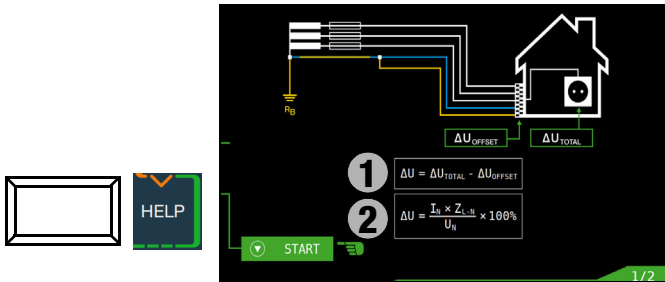 R_B
ΔU_OFFSET ΔU_TOTAL
1 ΔU = ΔU_TOTAL - ΔU_OFFSET
2 ΔU = (I_N × Z_L-N) / U_N × 100%
HELP
START
1/2